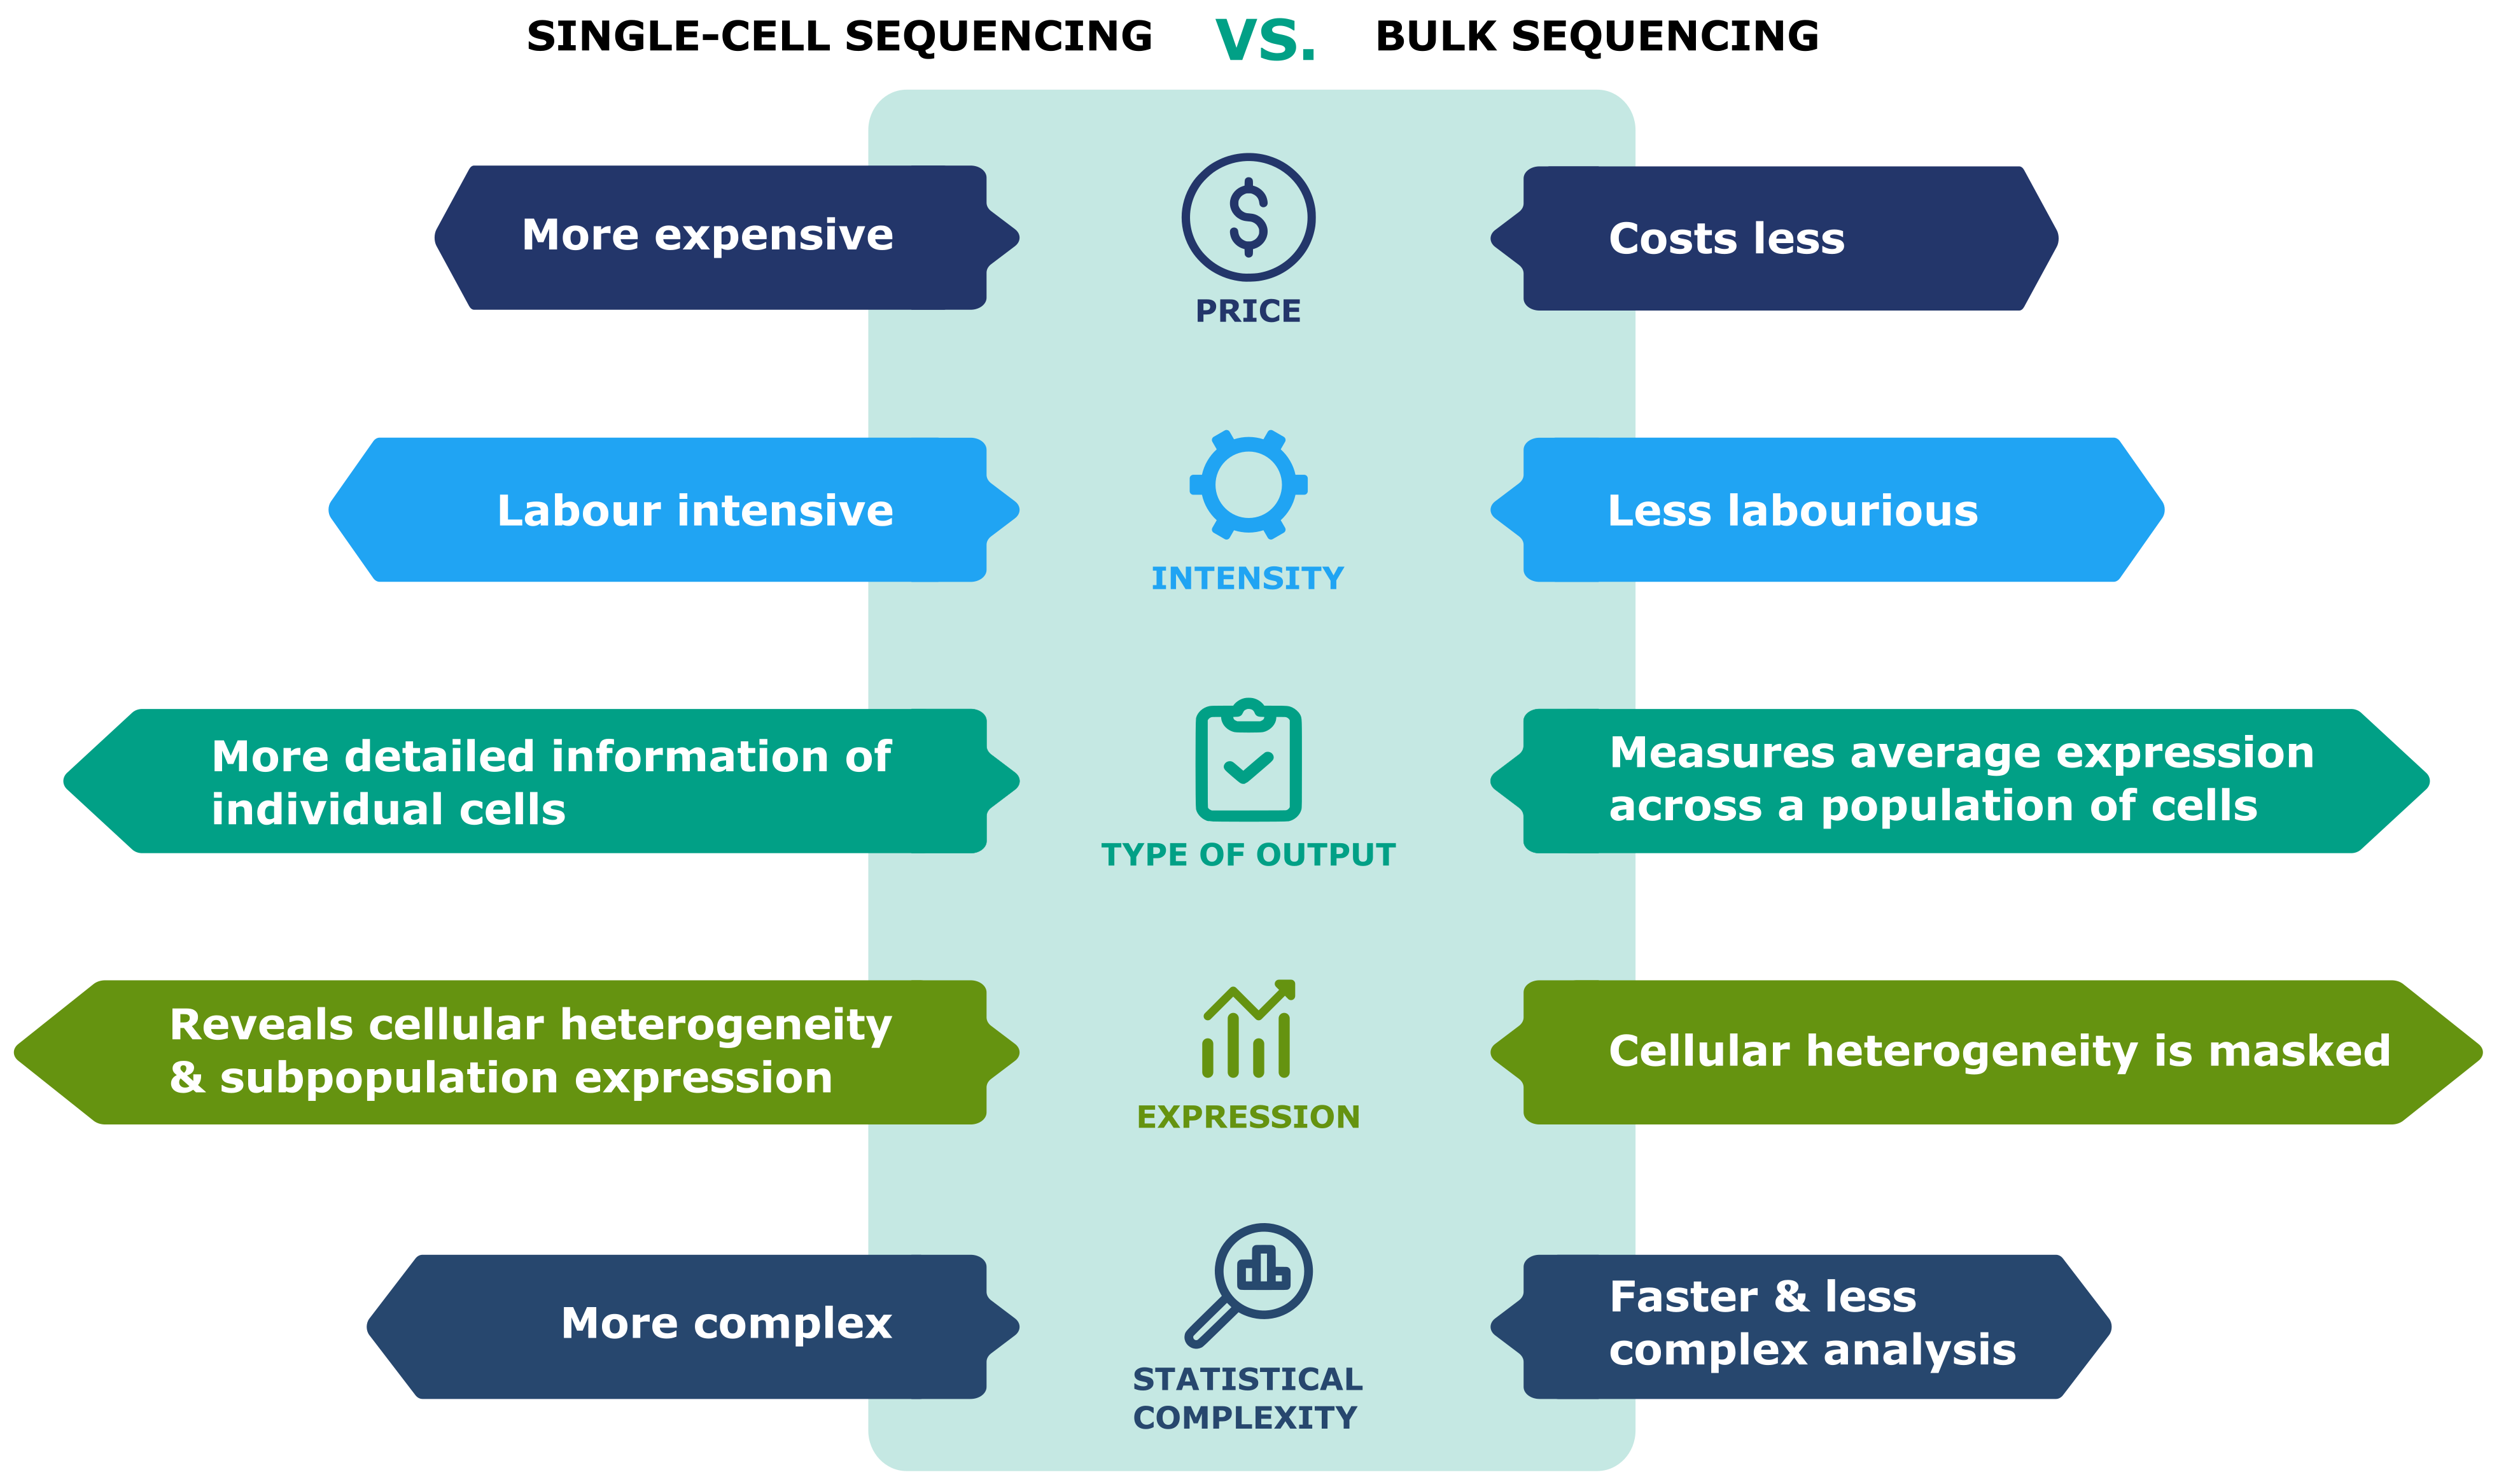 SINGLE-CELL SEQUENCING VS. BULK SEQUENCING
More expensive
PRICE
Costs less
Labour intensive
INTENSITY
Less labourious
More detailed information of
individual cells
TYPE OF OUTPUT
Measures average expression
across a population of cells
Reveals cellular heterogeneity
& subpopulation expression
EXPRESSION
Cellular heterogeneity is masked
More complex
STATISTICAL
COMPLEXITY
Faster & less
complex analysis